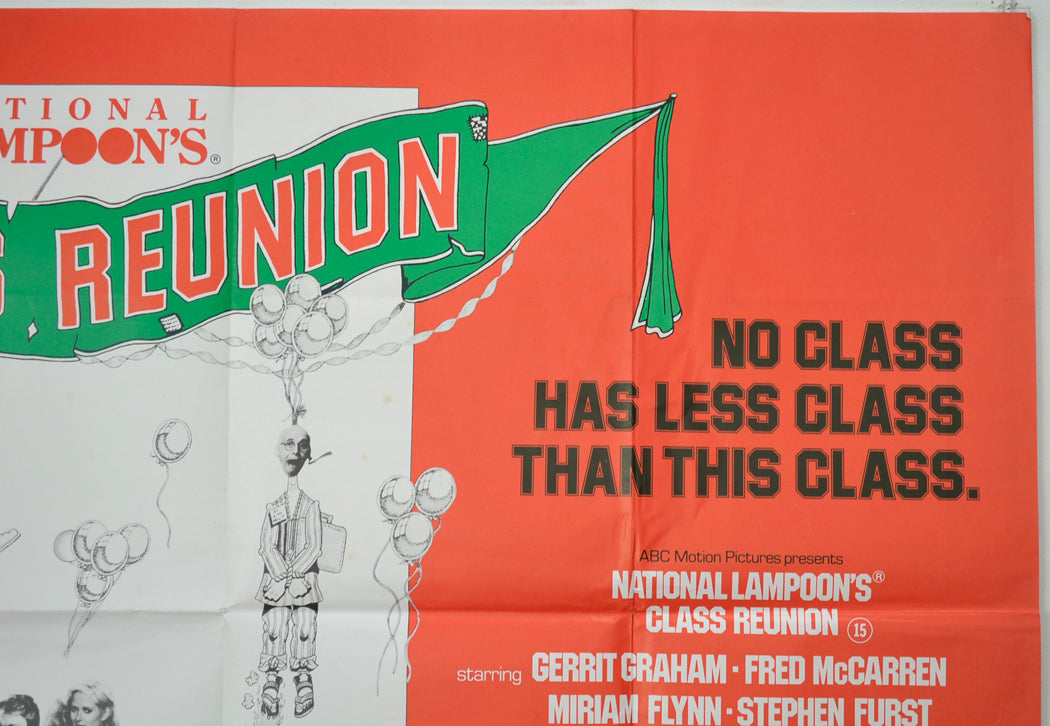 TIONAL
MPOON'S®
S REUNION
NO CLASS
HAS LESS CLASS
THAN THIS CLASS.
ABC Motion Pictures presents
NATIONAL LAMPOON'S®
CLASS REUNION 15
starring GERRIT GRAHAM · FRED McCARREN
MIRIAM FLYNN · STEPHEN FURST